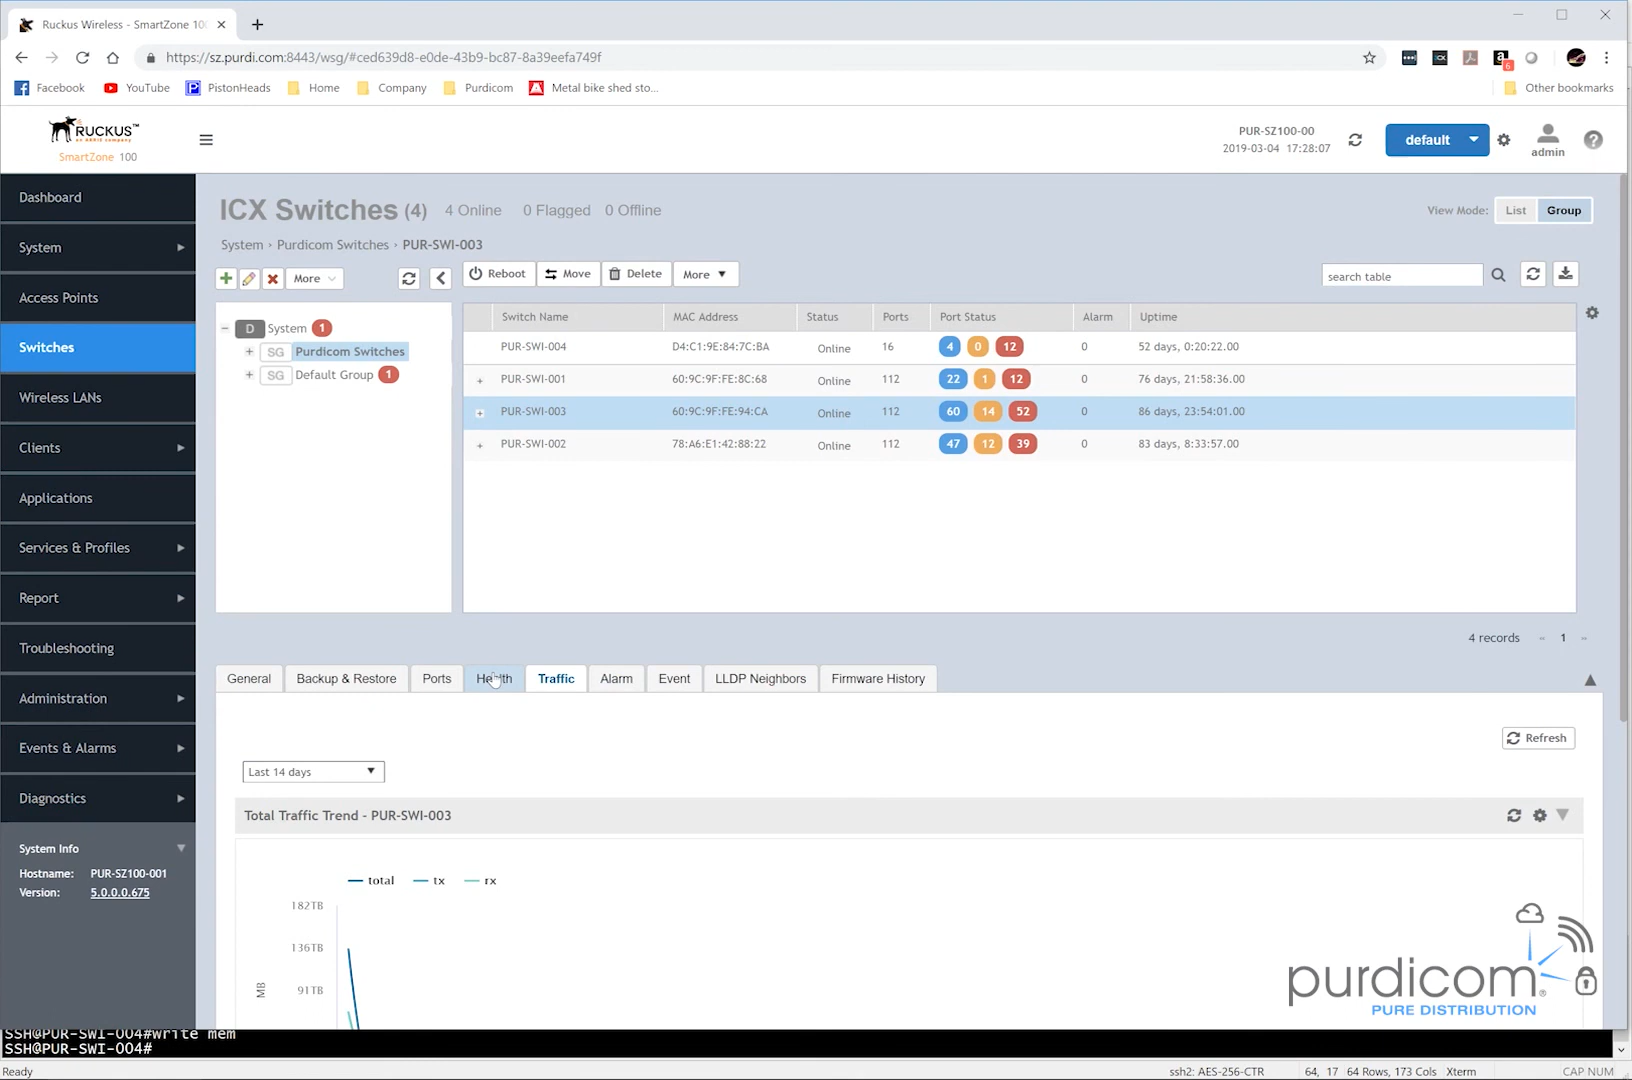 Ruckus Wireless - SmartZone 10
https://sz.purdi.com:8443/wsg/#ced639d8-e0de-43b9-bc87-8a39eefa749f
Facebook YouTube PistonHeads Home Company Purdicom Metal bike shed sto... Other bookmarks
RUCKUS™
SmartZone 100
PUR-SZ100-00
2019-03-04 17:28:07
default
admin
Dashboard
System
Access Points
Switches
Wireless LANs
Clients
Applications
Services & Profiles
Report
Troubleshooting
Administration
Events & Alarms
Diagnostics
System Info
Hostname: PUR-SZ100-001
Version: 5.0.0.0.675
ICX Switches (4) 4 Online 0 Flagged 0 Offline
View Mode: List Group
System › Purdicom Switches › PUR-SWI-003
More
Reboot Move Delete More
search table
D System 1
SG Purdicom Switches
SG Default Group 1
Switch Name MAC Address Status Ports Port Status Alarm Uptime
PUR-SWI-004 D4:C1:9E:84:7C:BA Online 16 4 0 12 0 52 days, 0:20:22.00
PUR-SWI-001 60:9C:9F:FE:8C:68 Online 112 22 1 12 0 76 days, 21:58:36.00
PUR-SWI-003 60:9C:9F:FE:94:CA Online 112 60 14 52 0 86 days, 23:54:01.00
PUR-SWI-002 78:A6:E1:42:88:22 Online 112 47 12 39 0 83 days, 8:33:57.00
4 records « 1 »
General Backup & Restore Ports Health Traffic Alarm Event LLDP Neighbors Firmware History
Refresh
Last 14 days
Total Traffic Trend - PUR-SWI-003
total tx rx
182TB
136TB
91TB
MB
purdicom®
PURE DISTRIBUTION
SSH@PUR-SWI-004#write mem
SSH@PUR-SWI-004#
Ready ssh2: AES-256-CTR 64, 17 64 Rows, 173 Cols Xterm CAP NUM